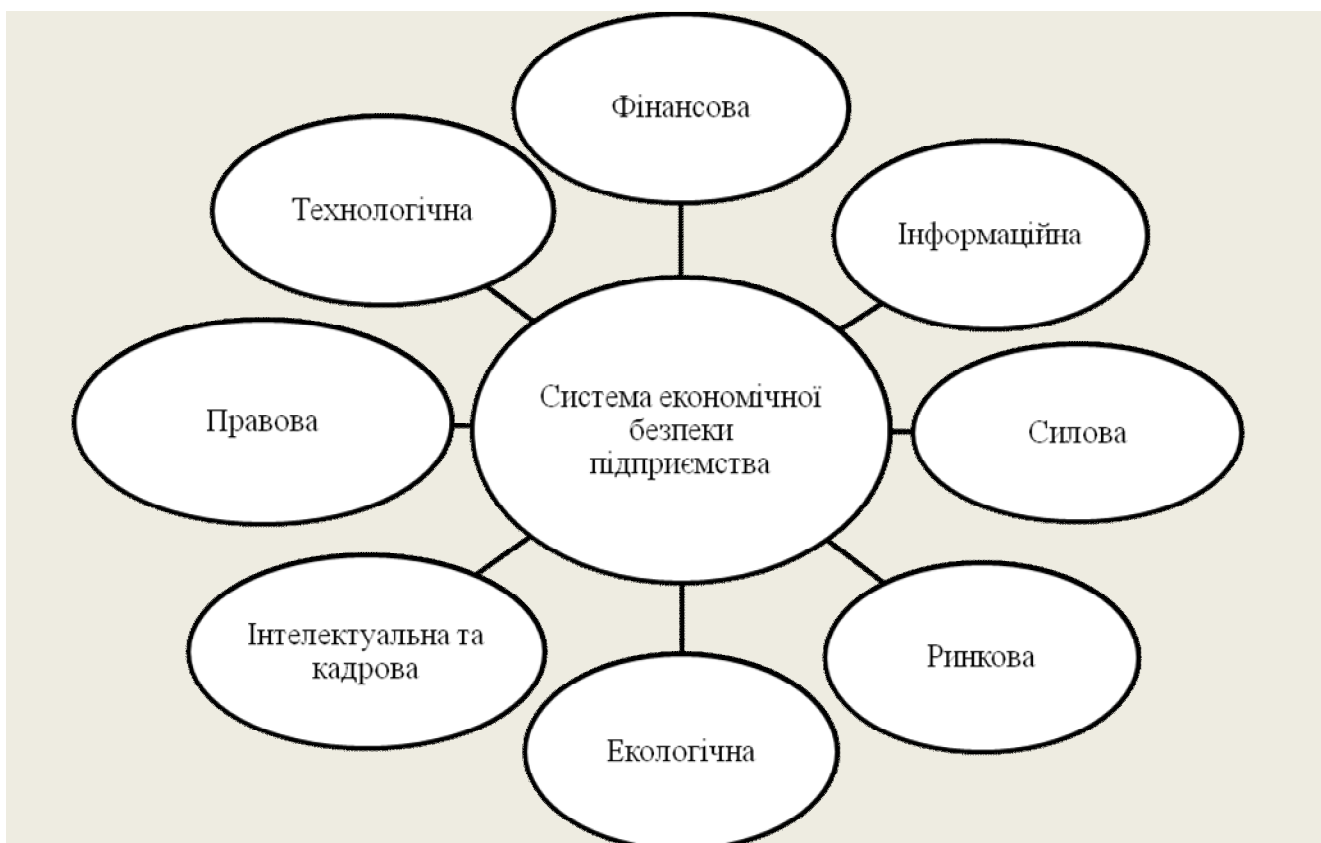 Фінансова
Технологічна
Інформаційна
Система економічної
безпеки
підприємства
Правова
Силова
Інтелектуальна та
кадрова
Ринкова
Екологічна